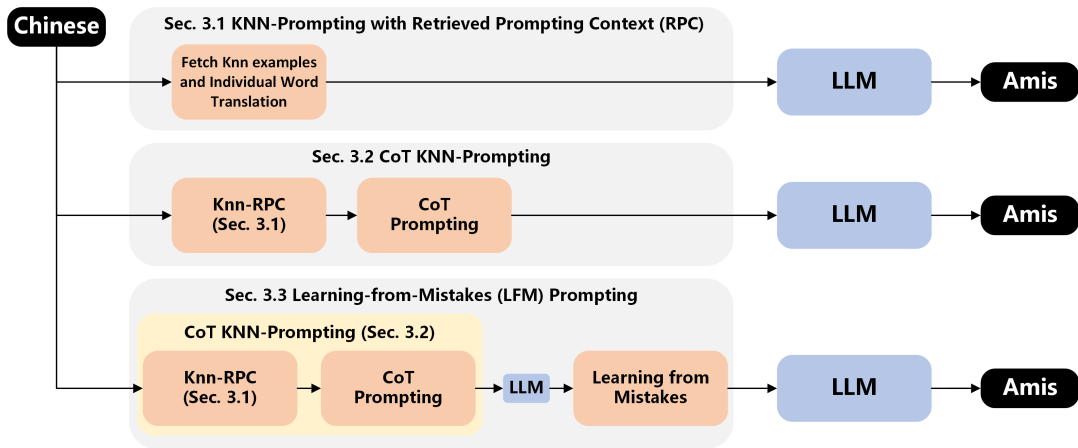 Chinese
Sec. 3.1 KNN-Prompting with Retrieved Prompting Context (RPC)
Fetch Knn examples
and Individual Word
Translation
LLM
Amis
Sec. 3.2 CoT KNN-Prompting
Knn-RPC
(Sec. 3.1)
CoT
Prompting
LLM
Amis
Sec. 3.3 Learning-from-Mistakes (LFM) Prompting
CoT KNN-Prompting (Sec. 3.2)
Knn-RPC
(Sec. 3.1)
CoT
Prompting
LLM
Learning from
Mistakes
LLM
Amis